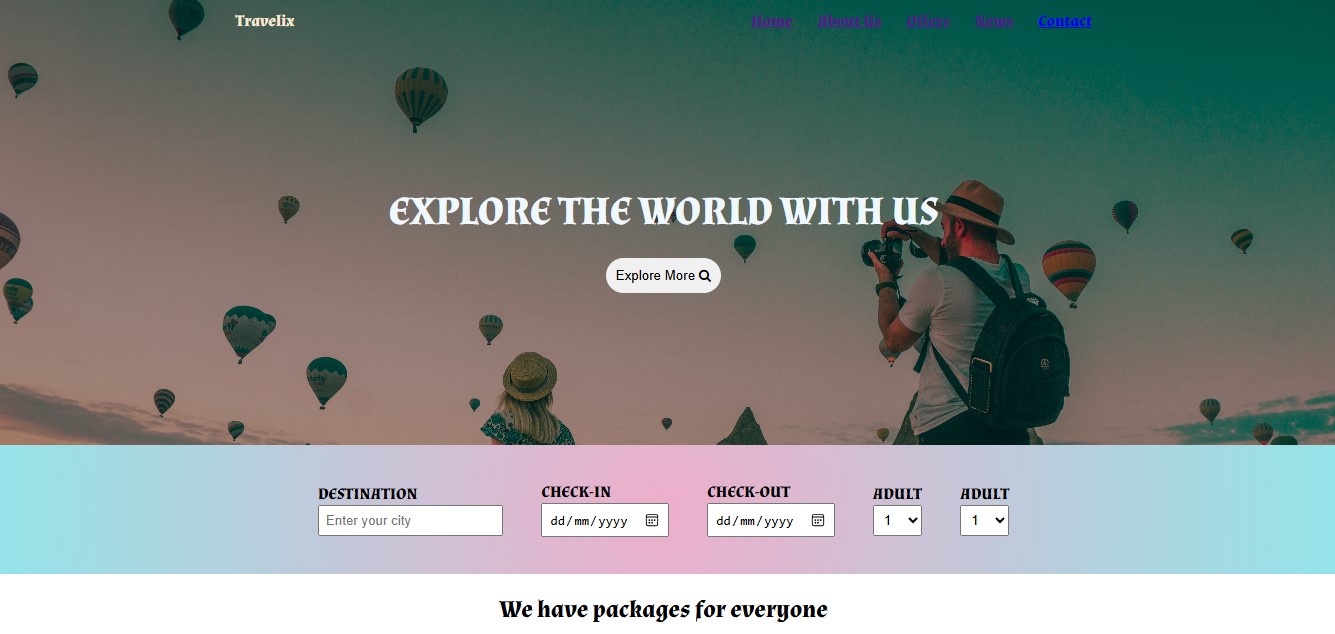 Travelix
Home About Us Offers News Contact
EXPLORE THE WORLD WITH US
Explore More
DESTINATION CHECK-IN CHECK-OUT ADULT ADULT
Enter your city dd/mm/yyyy dd/mm/yyyy 1 1
We have packages for everyone